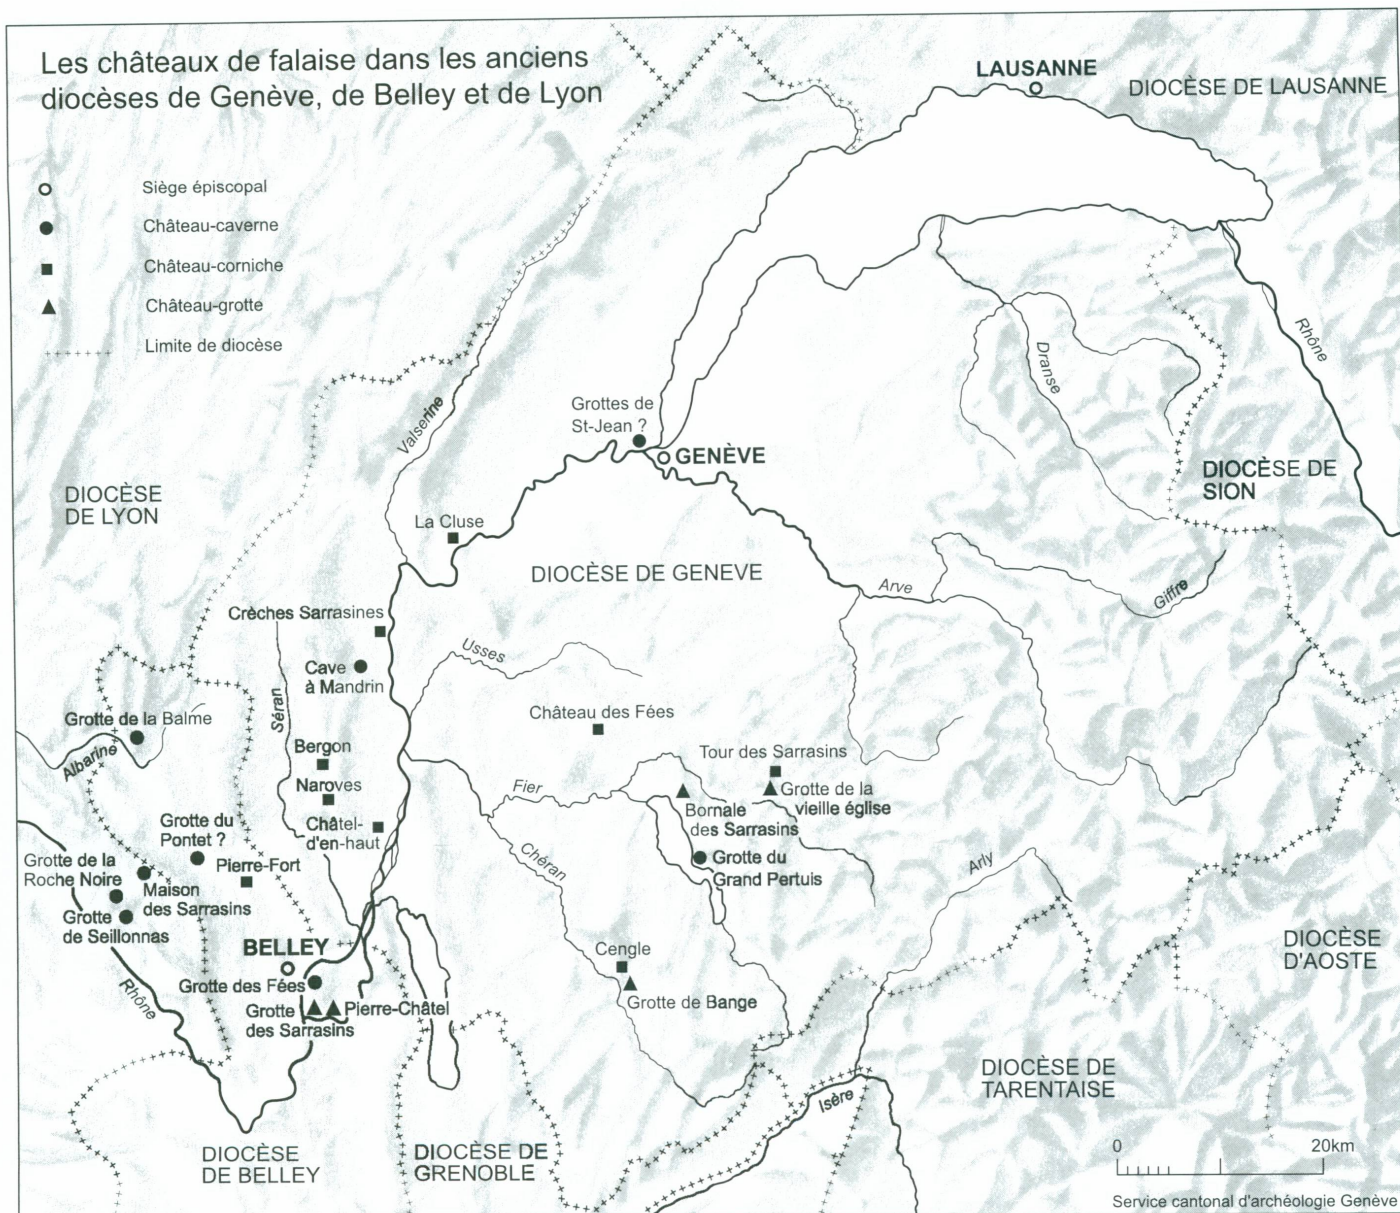 Les châteaux de falaise dans les anciens
diocèses de Genève, de Belley et de Lyon
Siège épiscopal
Château-caverne
Château-corniche
Château-grotte
Limite de diocèse
LAUSANNE
DIOCÈSE DE LAUSANNE
Rhône
Dranse
Valserine
Grottes de
St-Jean ?
GENÈVE
DIOCÈSE DE
SION
DIOCÈSE
DE LYON
La Cluse
DIOCÈSE DE GENEVE
Arve
Giffre
Crèches Sarrasines
Usses
Cave
à Mandrin
Séran
Grotte de la Balme
Albarine
Château des Fées
Bergon
Tour des Sarrasins
Naroves
Fier
Grotte de la
vieille église
Bornale
des Sarrasins
Châtel-
d'en-haut
Grotte du
Pontet ?
Chéran
Grotte de la
Roche Noire
Pierre-Fort
Grotte du
Grand Pertuis
Arly
Maison
des Sarrasins
Grotte
de Seillonnas
BELLEY
Cengle
DIOCÈSE
D'AOSTE
Grotte des Fées
Rhône
Grotte
des Sarrasins
Pierre-Châtel
Grotte de Bange
DIOCÈSE DE
TARENTAISE
Isère
DIOCÈSE
DE BELLEY
DIOCÈSE DE
GRENOBLE
0 20km
Service cantonal d'archéologie Genève